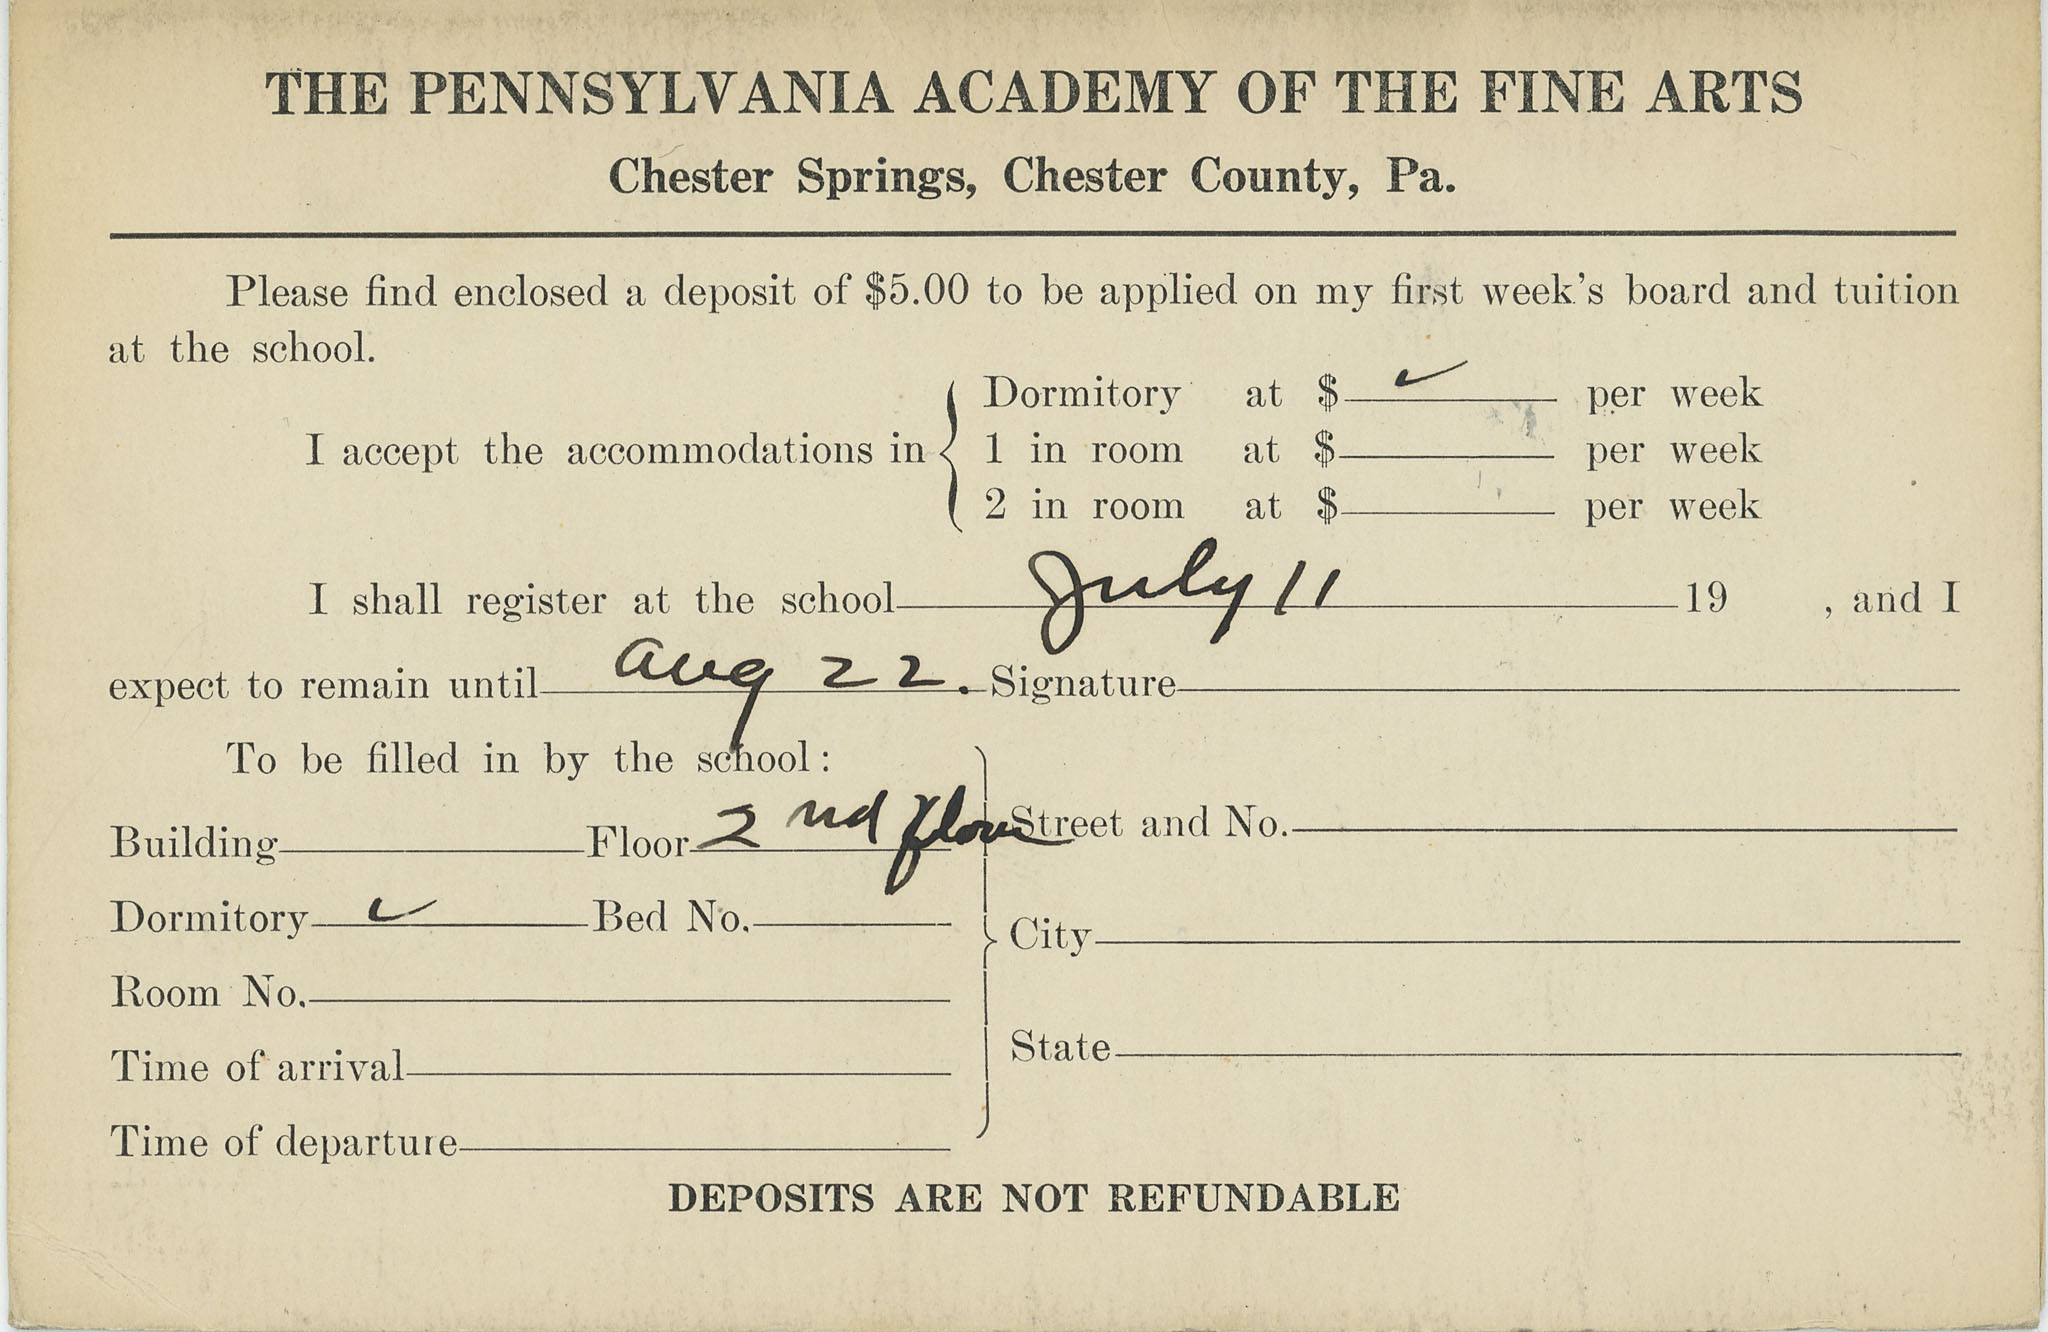 THE PENNSYLVANIA ACADEMY OF THE FINE ARTS
Chester Springs, Chester County, Pa.
Please find enclosed a deposit of $5.00 to be applied on my first week's board and tuition
at the school.
Dormitory at $ ✓ per week
I accept the accommodations in 1 in room at $ per week
2 in room at $ per week
I shall register at the school July 11 19 , and I
expect to remain until Aug 22. Signature
To be filled in by the school:
Building Floor 2nd floor Street and No.
Dormitory ✓ Bed No.
City
Room No.
State
Time of arrival
Time of departure
DEPOSITS ARE NOT REFUNDABLE